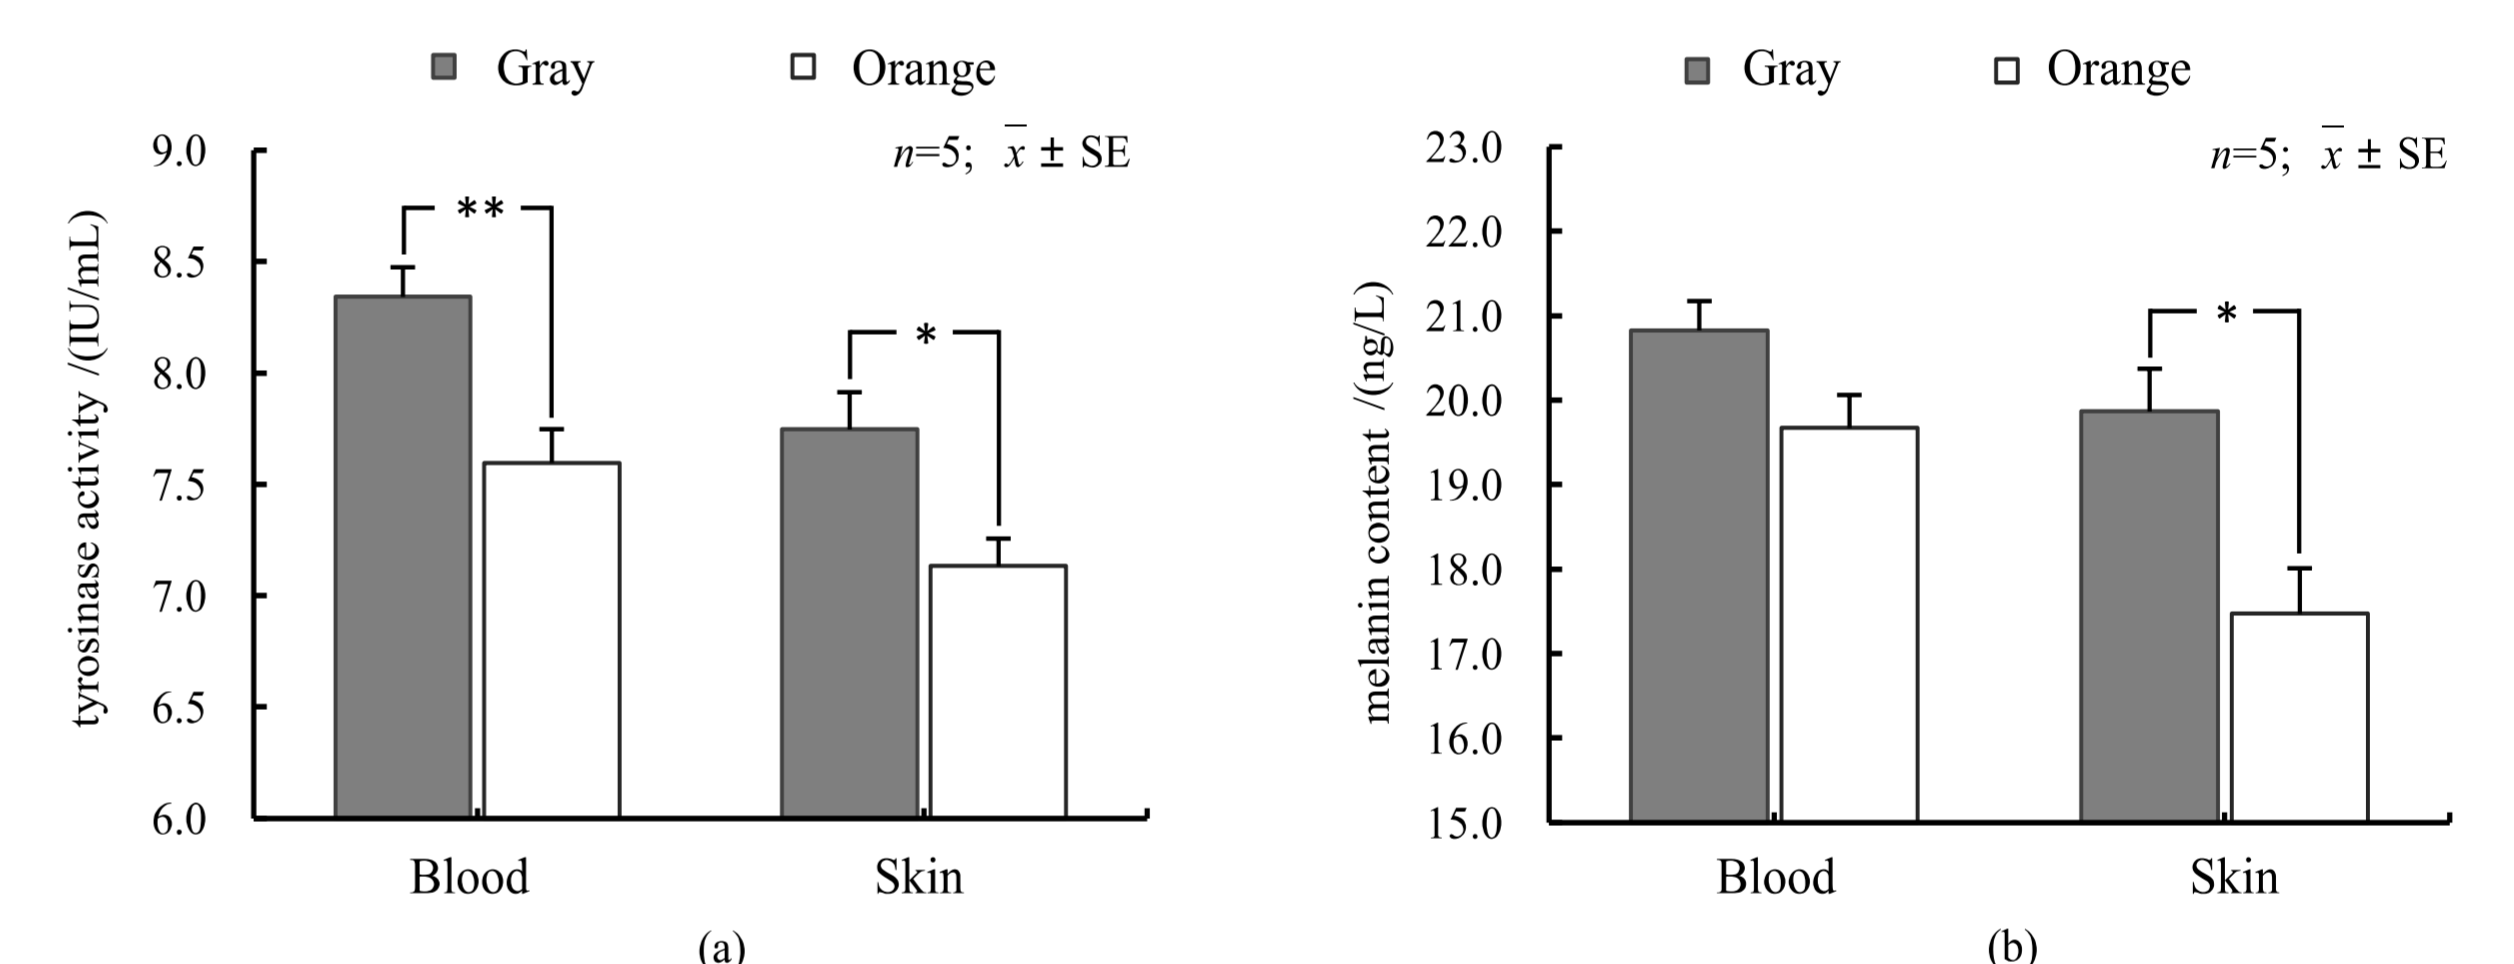 Gray Orange
n=5; x̅ ± SE
tyrosinase activity /(IU/mL)
9.0
8.5
8.0
7.5
7.0
6.5
6.0
**
*
Blood Skin
(a)
Gray Orange
n=5; x̅ ± SE
melanin content /(ng/L)
23.0
22.0
21.0
20.0
19.0
18.0
17.0
16.0
15.0
*
Blood Skin
(b)